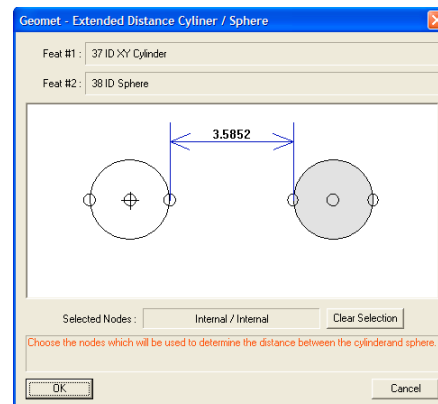 Geomet - Extended Distance Cyliner / Sphere
Feat #1 : 37 ID XY Cylinder
Feat #2 : 38 ID Sphere
3.5852
Selected Nodes : Internal / Internal Clear Selection
Choose the nodes which will be used to determine the distance between the cylinderand sphere.
OK Cancel